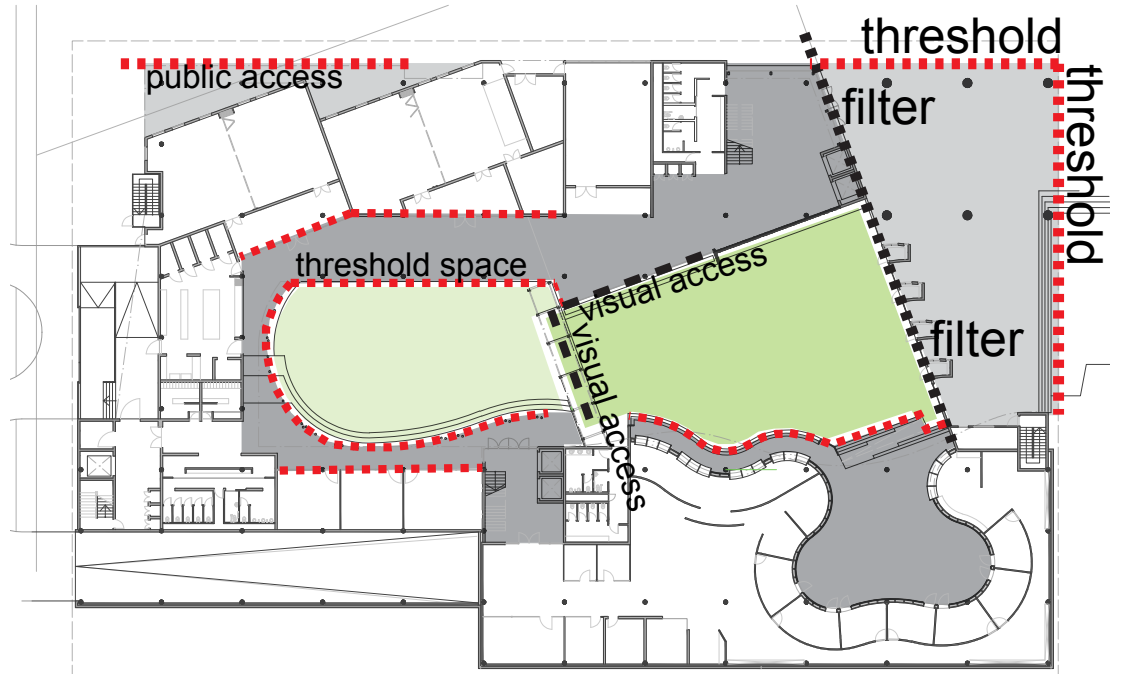 threshold
public access
threshold
filter
threshold space
visual access
filter
visual access